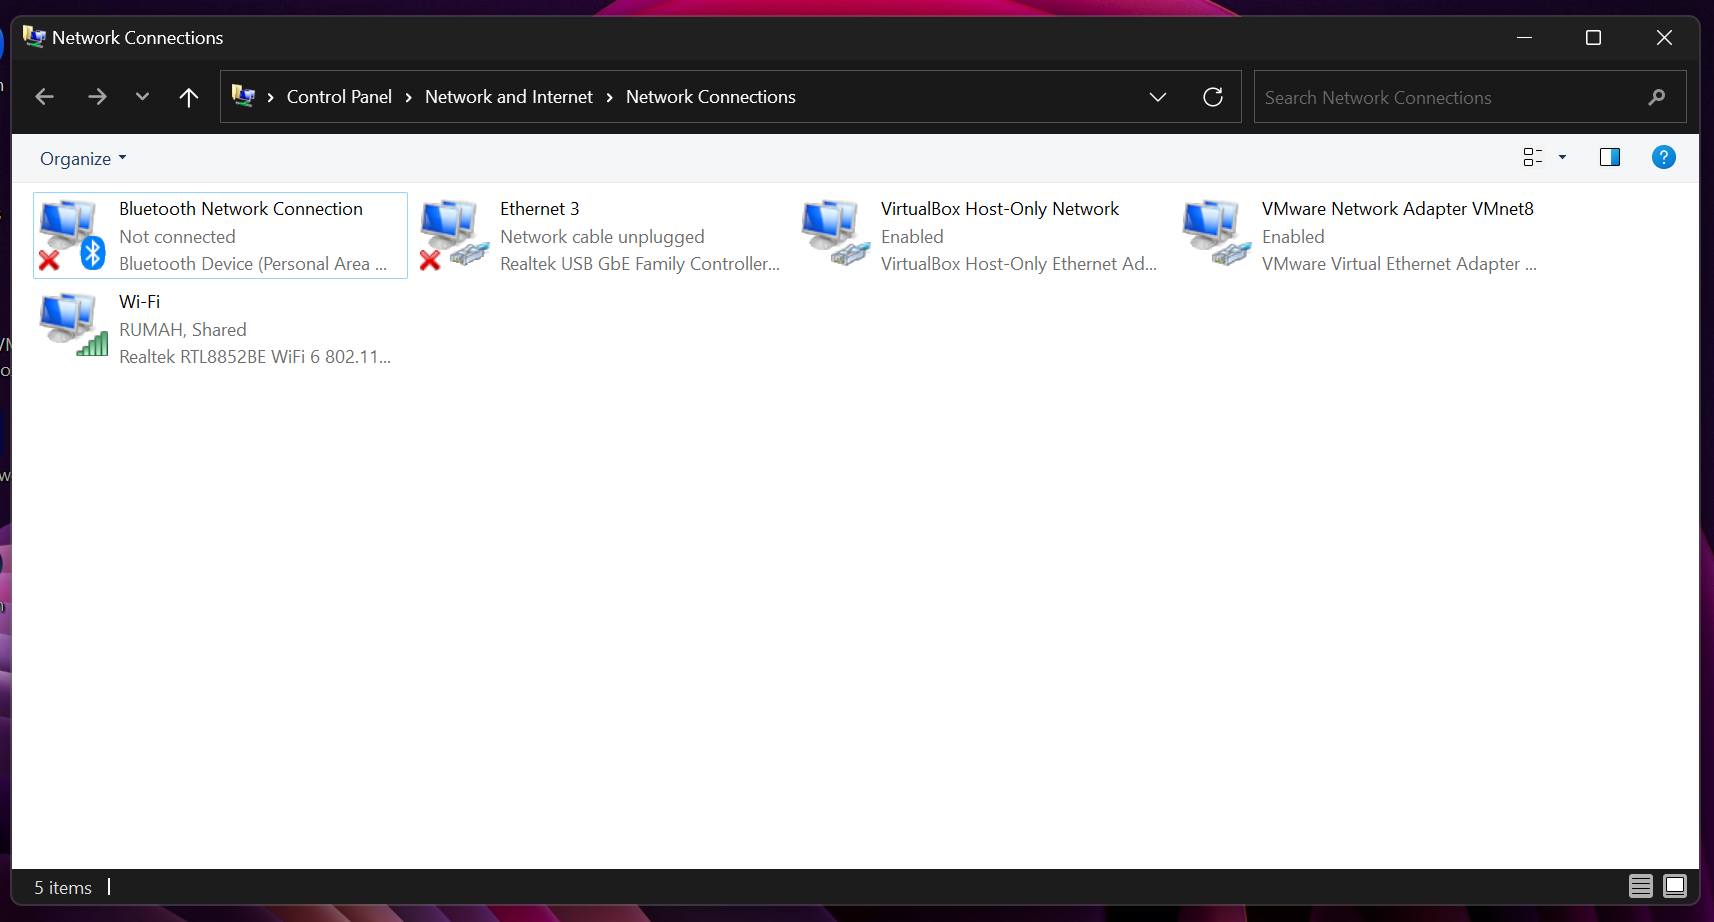 Network Connections
Control Panel > Network and Internet > Network Connections
Search Network Connections
Organize
?
Bluetooth Network Connection
Not connected
Bluetooth Device (Personal Area ...
Ethernet 3
Network cable unplugged
Realtek USB GbE Family Controller...
VirtualBox Host-Only Network
Enabled
VirtualBox Host-Only Ethernet Ad...
VMware Network Adapter VMnet8
Enabled
VMware Virtual Ethernet Adapter ...
Wi-Fi
RUMAH, Shared
Realtek RTL8852BE WiFi 6 802.11...
5 items